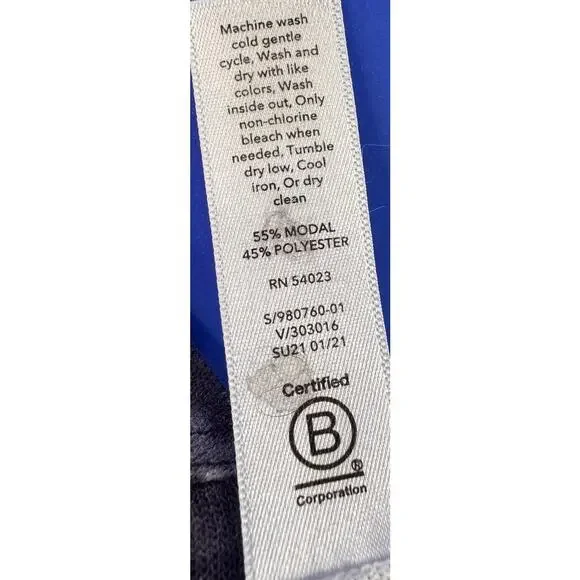 Machine wash
cold gentle
cycle, Wash and
dry with like
colors, Wash
inside out, Only
non-chlorine
bleach when
needed, Tumble
dry low, Cool
iron, Or dry
clean
55% MODAL
45% POLYESTER
RN 54023
S/980760-01
V/303016
SU21 01/21
Certified
B
®
Corporation